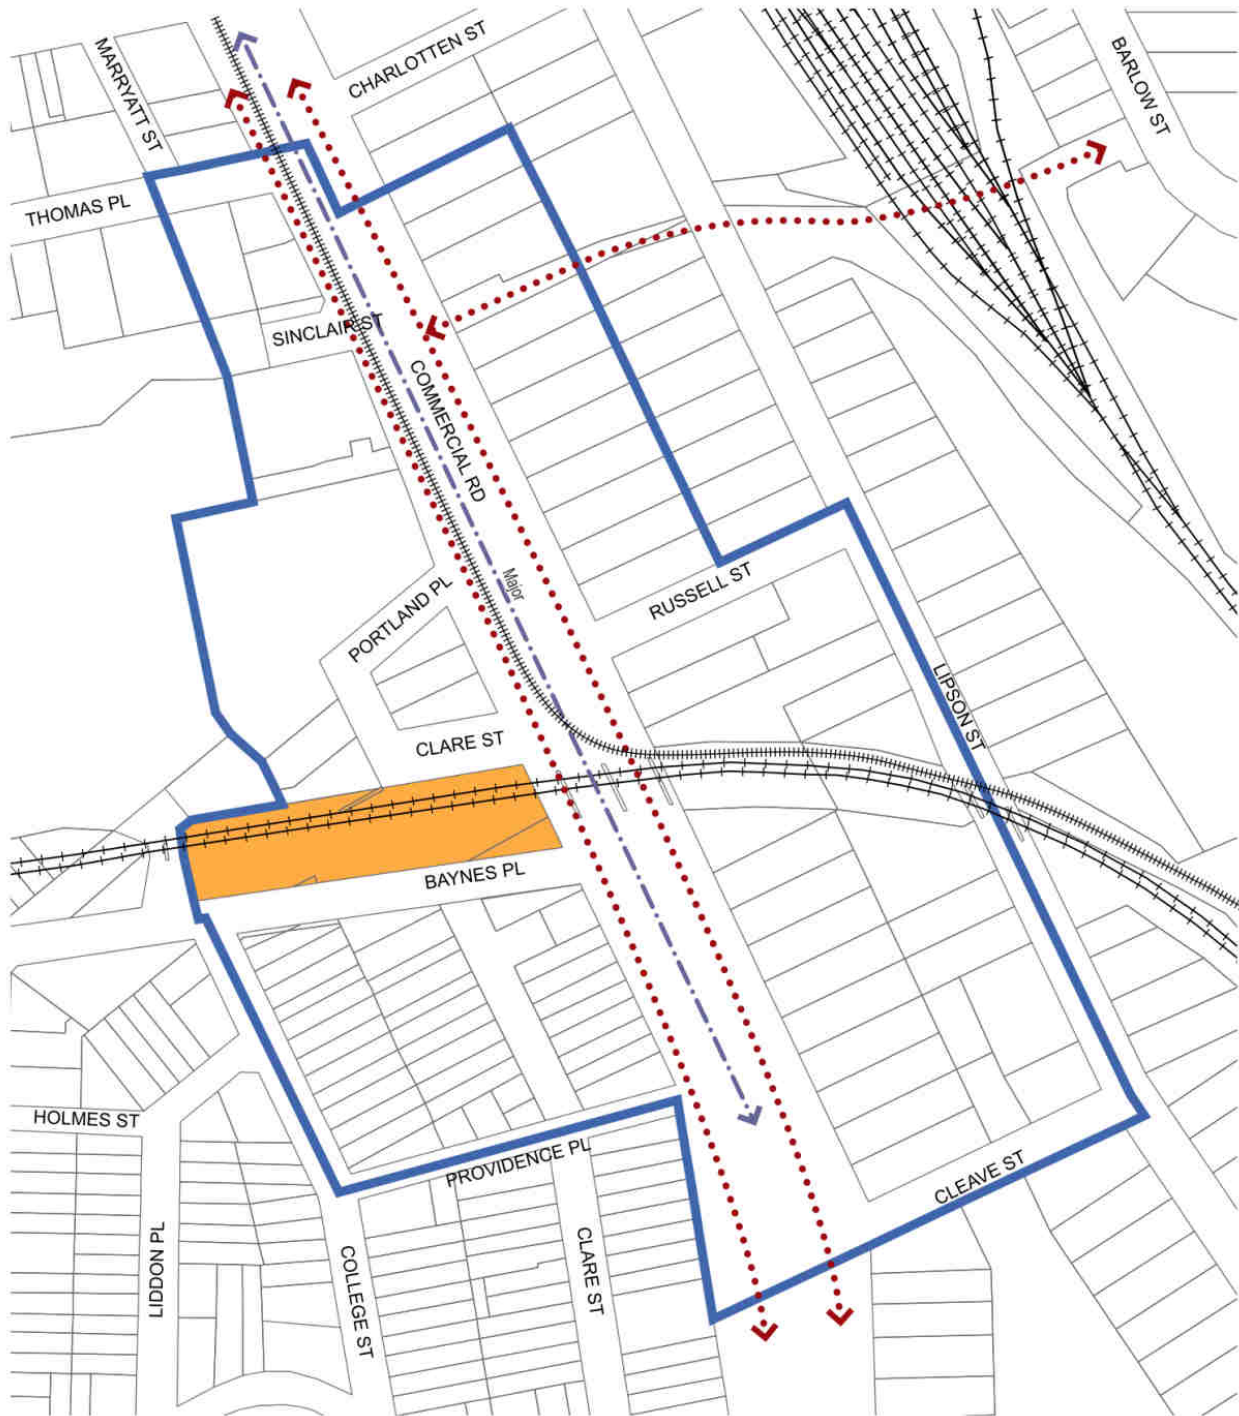 MARRYATT ST
CHARLOTTEN ST
BARLOW ST
THOMAS PL
SINCLAIR ST
COMMERCIAL RD
Major
PORTLAND PL
RUSSELL ST
LIPSON ST
CLARE ST
BAYNES PL
HOLMES ST
PROVIDENCE PL
CLEAVE ST
LIDDON PL
COLLEGE ST
CLARE ST